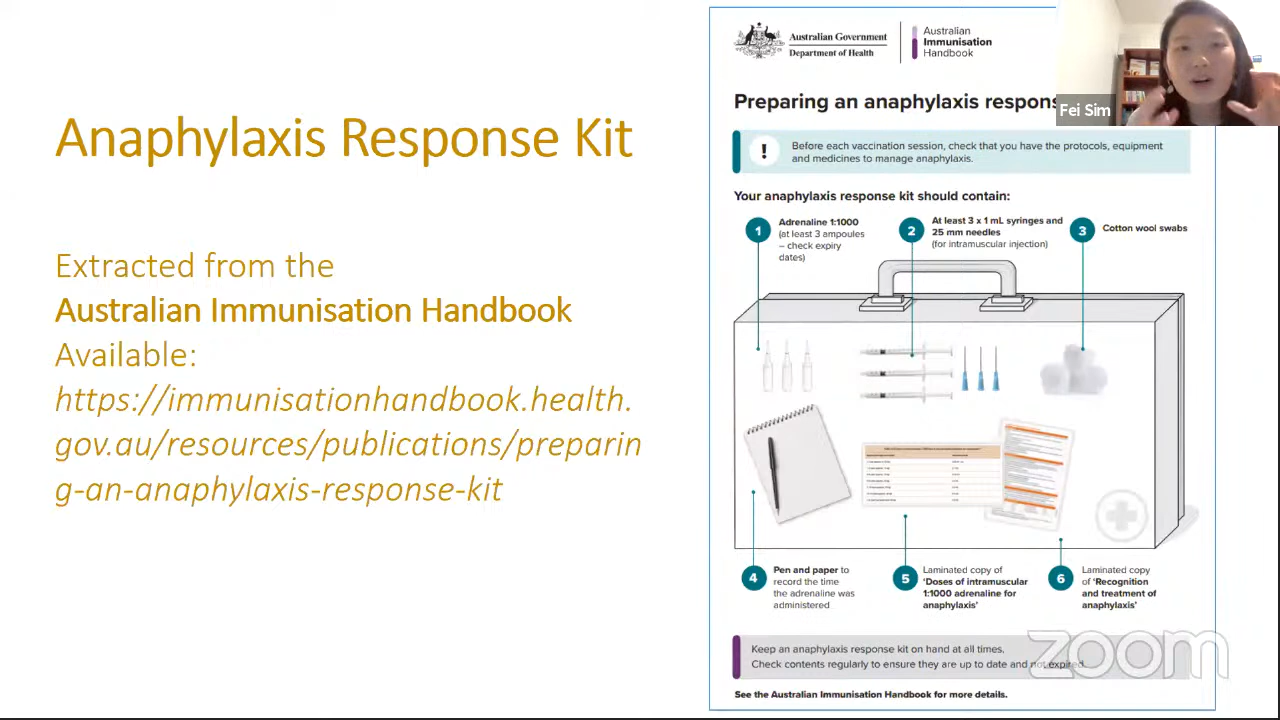 Anaphylaxis Response Kit
Extracted from the
Australian Immunisation Handbook
Available:
https://immunisationhandbook.health.
gov.au/resources/publications/preparin
g-an-anaphylaxis-response-kit
Australian Government
Department of Health
Australian
Immunisation
Handbook
Fei Sim
Preparing an anaphylaxis respons
!
Before each vaccination session, check that you have the protocols, equipment
and medicines to manage anaphylaxis.
Your anaphylaxis response kit should contain:
1
Adrenaline 1:1000
(at least 3 ampoules
– check expiry
dates)
2
At least 3 x 1 mL syringes and
25 mm needles
(for intramuscular injection)
3
Cotton wool swabs
4
Pen and paper to
record the time
the adrenaline was
administered
5
Laminated copy of
‘Doses of intramuscular
1:1000 adrenaline for
anaphylaxis’
6
Laminated copy
of ‘Recognition
and treatment of
anaphylaxis’
Keep an anaphylaxis response kit on hand at all times.
Check contents regularly to ensure they are up to date and not expired.
zoom
See the Australian Immunisation Handbook for more details.